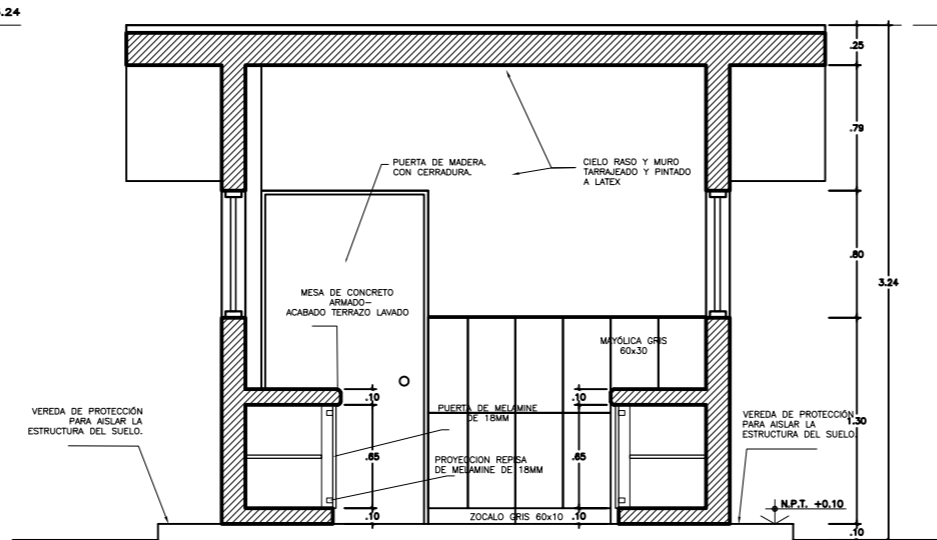 3.24
.25
.79
PUERTA DE MADERA.
CON CERRADURA.
CIELO RASO Y MURO
TARRAJEADO Y PINTADO
A LATEX
.80
3.24
MESA DE CONCRETO
ARMADO-
ACABADO TERRAZO LAVADO
MAYÓLICA GRIS
60x30
.10
PUERTA DE MELAMINE
DE 18MM
.10
VEREDA DE PROTECCIÓN
PARA AISLAR LA
ESTRUCTURA DEL SUELO.
VEREDA DE PROTECCIÓN
PARA AISLAR LA
ESTRUCTURA DEL SUELO.
1.30
.65
PROYECCION REPISA
DE MELAMINE DE 18MM
.65
.10
ZOCALO GRIS 60x10
.10
N.P.T. +0.10
.10